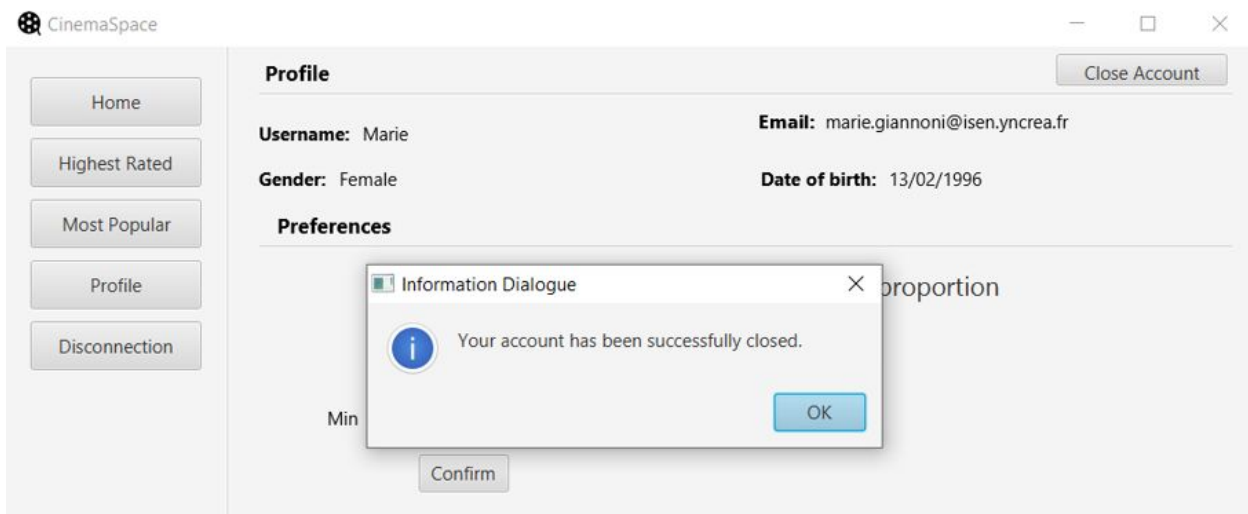 CinemaSpace
Home
Highest Rated
Most Popular
Profile
Disconnection
Profile
Close Account
Username: Marie
Email: marie.giannoni@isen.yncrea.fr
Gender: Female
Date of birth: 13/02/1996
Preferences
proportion
Information Dialogue
Your account has been successfully closed.
OK
Min
Confirm